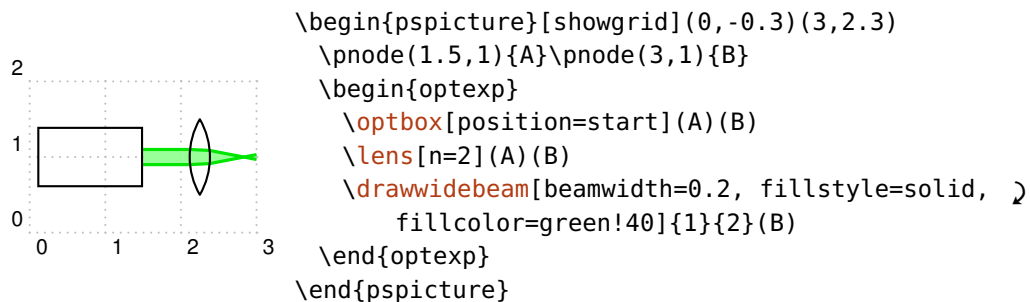 \begin{pspicture}[showgrid](0,-0.3)(3,2.3)
\pnode(1.5,1){A}\pnode(3,1){B}
\begin{optexp}
\optbox[position=start](A)(B)
\lens[n=2](A)(B)
\drawwidebeam[beamwidth=0.2, fillstyle=solid,
fillcolor=green!40]{1}{2}(B)
\end{optexp}
\end{pspicture}
2
1
0
0 1 2 3